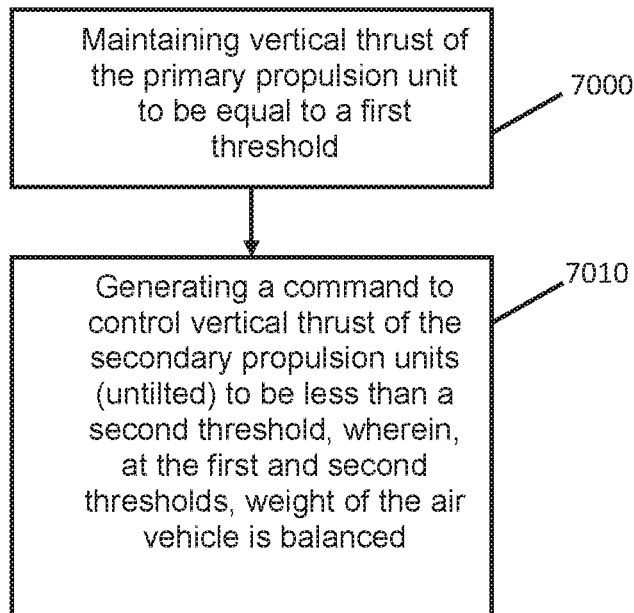 Maintaining vertical thrust of
the primary propulsion unit
to be equal to a first
threshold
7000
Generating a command to
control vertical thrust of the
secondary propulsion units
(untilted) to be less than a
second threshold, wherein,
at the first and second
thresholds, weight of the air
vehicle is balanced
7010